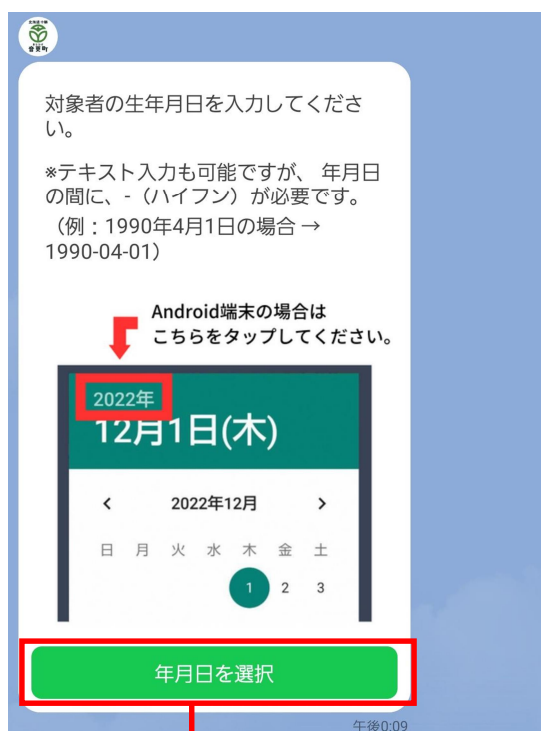 音更町
対象者の生年月日を入力してくださ
い。
※テキスト入力も可能ですが、 年月日
の間に、-（ハイフン）が必要です。
（例：1990年4月1日の場合 →
1990-04-01）
Android端末の場合は
こちらをタップしてください。
2022年
12月1日(木)
< 2022年12月 >
日 月 火 水 木 金 土
1 2 3
年月日を選択
午後0:09